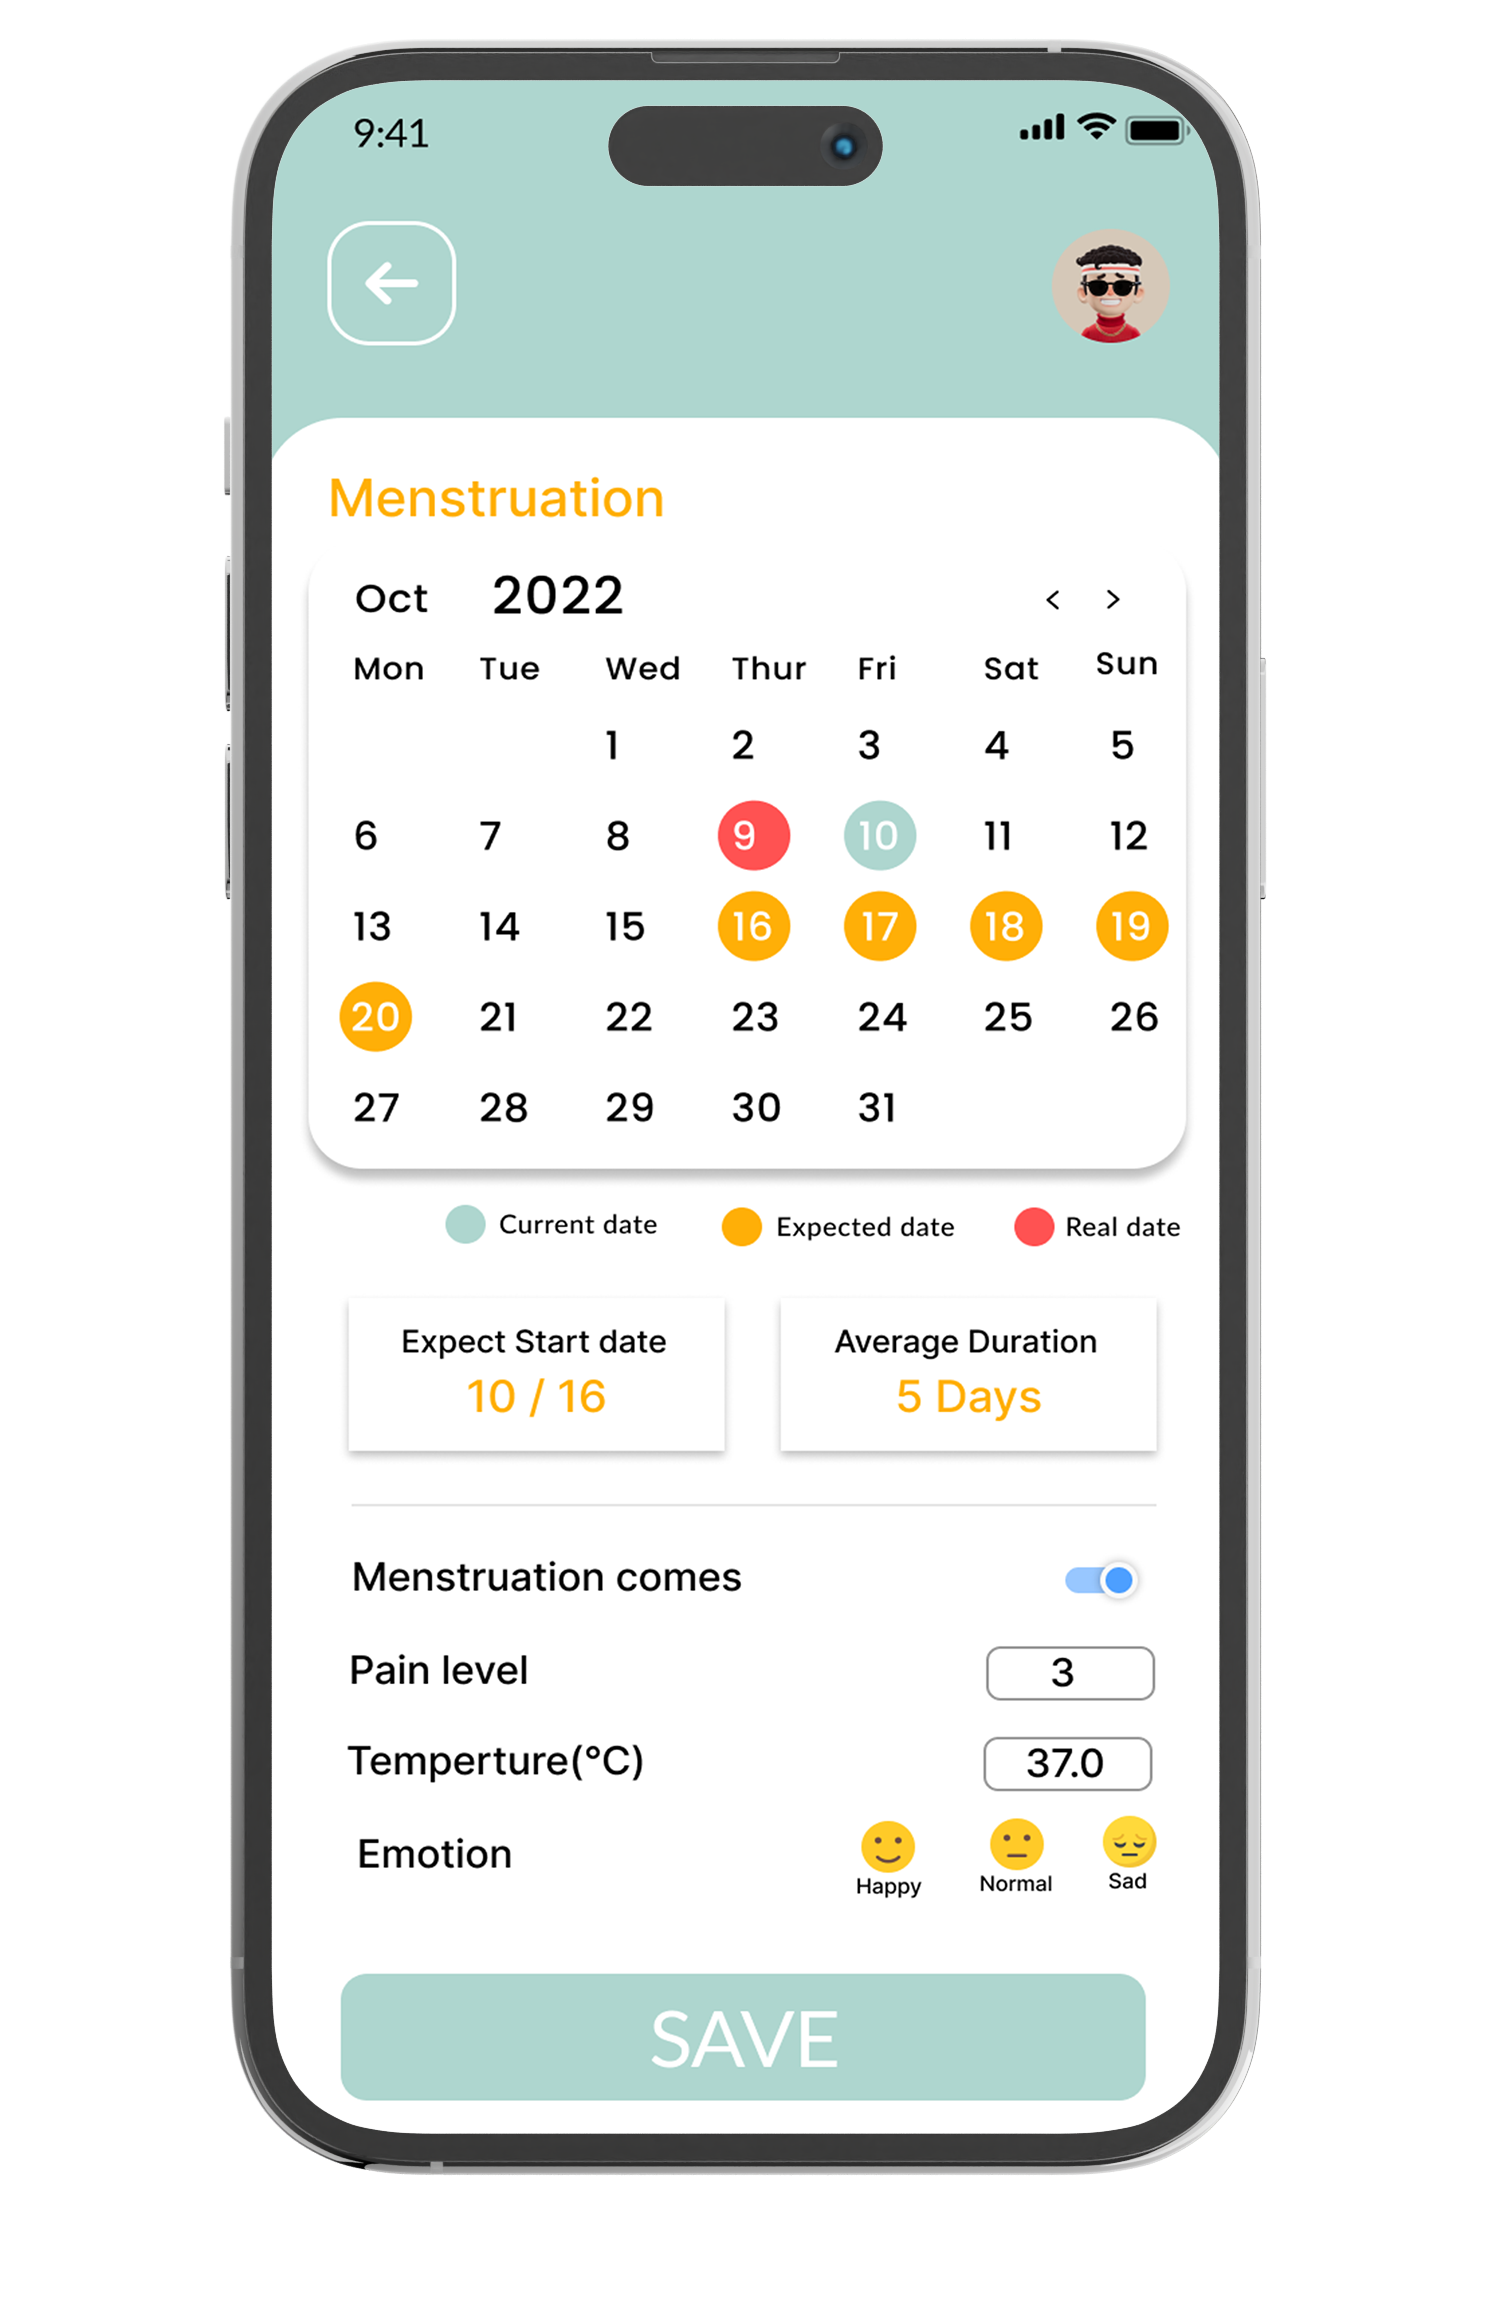 9:41
Menstruation
Oct 2022 < >
Mon Tue Wed Thur Fri Sat Sun
1 2 3 4 5
6 7 8 9 10 11 12
13 14 15 16 17 18 19
20 21 22 23 24 25 26
27 28 29 30 31
Current date Expected date Real date
Expect Start date
10 / 16
Average Duration
5 Days
Menstruation comes
Pain level 3
Temperture(°C) 37.0
Emotion
Happy Normal Sad
SAVE